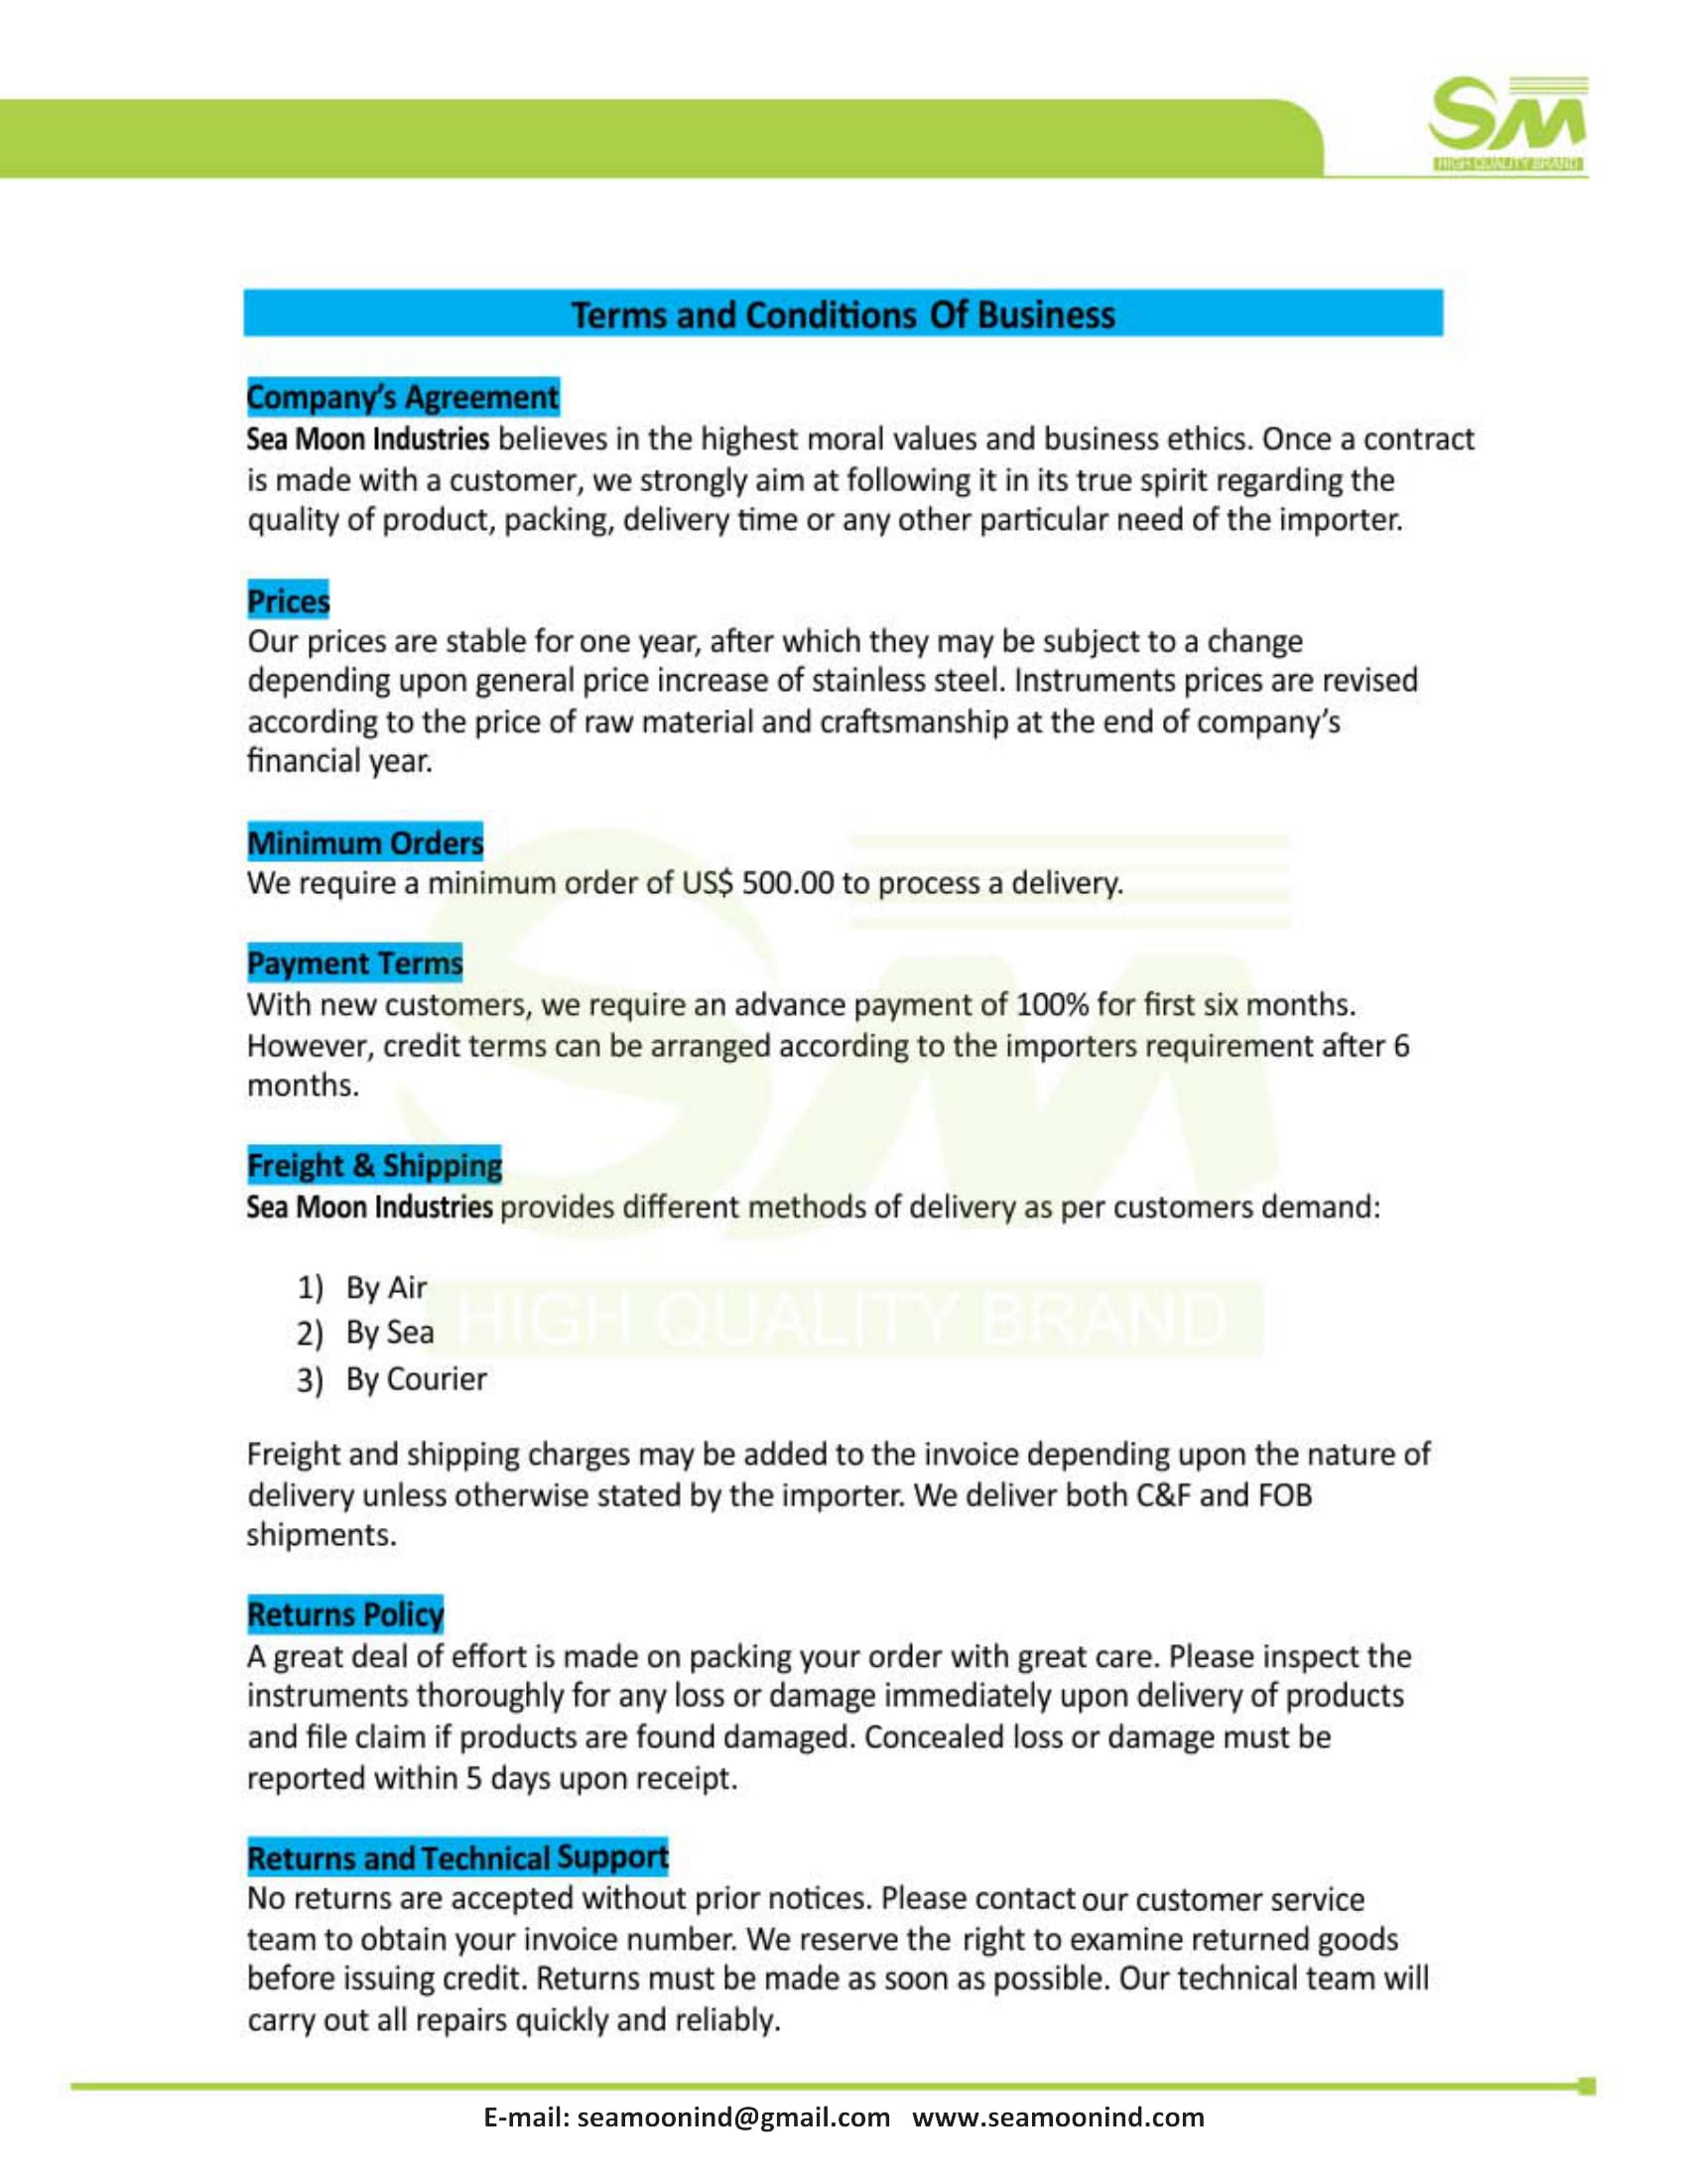 SM
HIGH QUALITY BRAND
Terms and Conditions Of Business
Company's Agreement
Sea Moon Industries believes in the highest moral values and business ethics. Once a contract
is made with a customer, we strongly aim at following it in its true spirit regarding the
quality of product, packing, delivery time or any other particular need of the importer.
Prices
Our prices are stable for one year, after which they may be subject to a change
depending upon general price increase of stainless steel. Instruments prices are revised
according to the price of raw material and craftsmanship at the end of company's
financial year.
Minimum Orders
We require a minimum order of US$ 500.00 to process a delivery.
Payment Terms
With new customers, we require an advance payment of 100% for first six months.
However, credit terms can be arranged according to the importers requirement after 6
months.
Freight & Shipping
Sea Moon Industries provides different methods of delivery as per customers demand:
1) By Air
2) By Sea
3) By Courier
SM
HIGH QUALITY BRAND
Freight and shipping charges may be added to the invoice depending upon the nature of
delivery unless otherwise stated by the importer. We deliver both C&F and FOB
shipments.
Returns Policy
A great deal of effort is made on packing your order with great care. Please inspect the
instruments thoroughly for any loss or damage immediately upon delivery of products
and file claim if products are found damaged. Concealed loss or damage must be
reported within 5 days upon receipt.
Returns and Technical Support
No returns are accepted without prior notices. Please contact our customer service
team to obtain your invoice number. We reserve the right to examine returned goods
before issuing credit. Returns must be made as soon as possible. Our technical team will
carry out all repairs quickly and reliably.
E-mail: seamoonind@gmail.com www.seamoonind.com